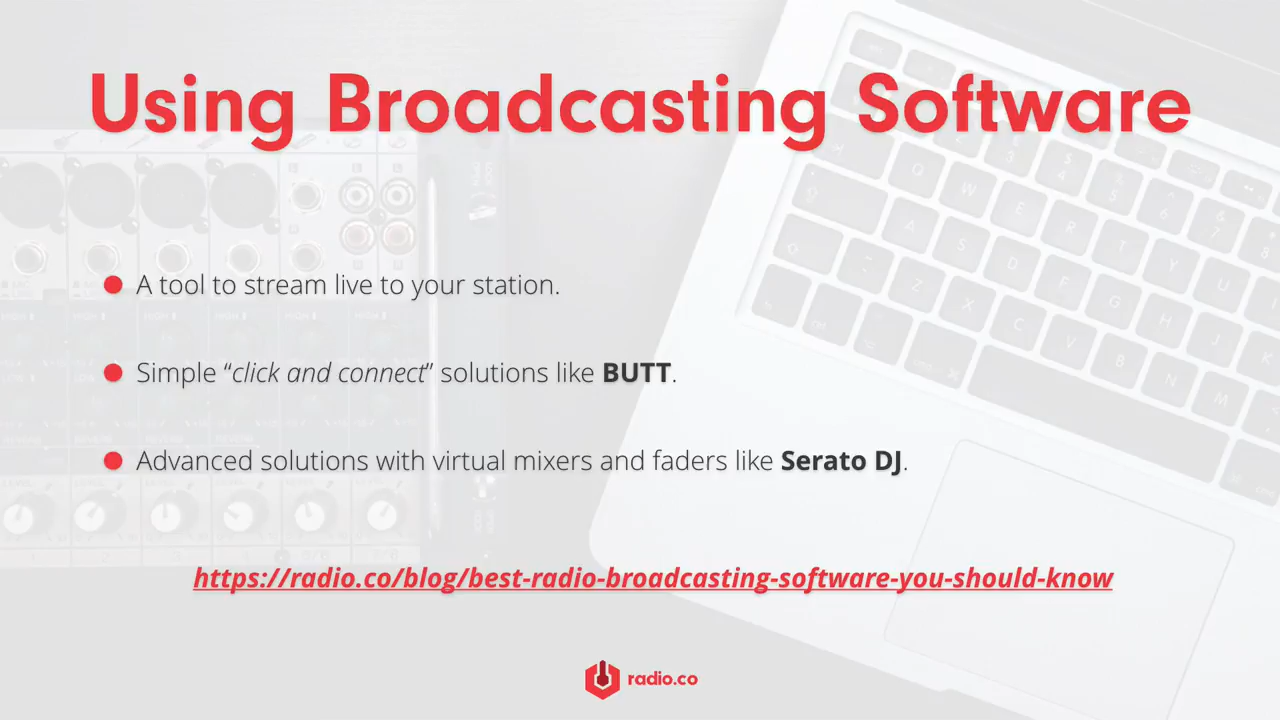 Using Broadcasting Software
A tool to stream live to your station.
Simple “click and connect” solutions like BUTT.
Advanced solutions with virtual mixers and faders like Serato DJ.
https://radio.co/blog/best-radio-broadcasting-software-you-should-know
radio.co